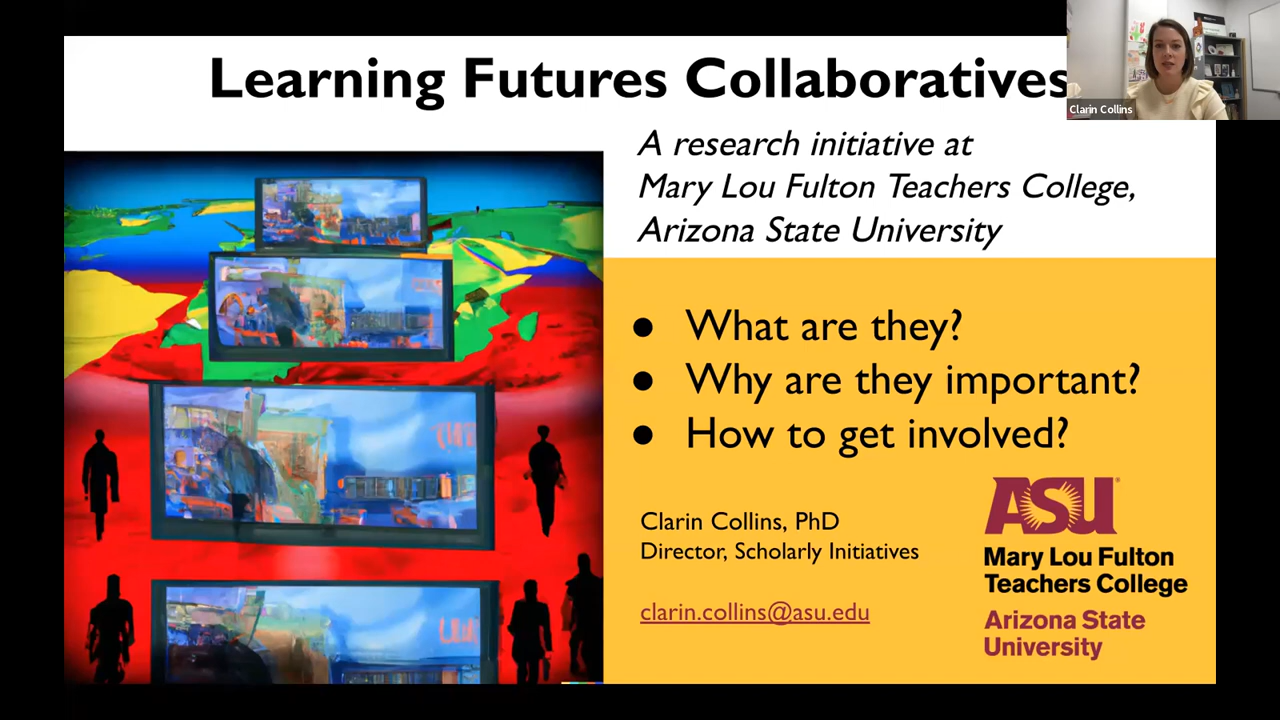 Learning Futures Collaboratives
Clarin Collins
A research initiative at
Mary Lou Fulton Teachers College,
Arizona State University
● What are they?
● Why are they important?
● How to get involved?
Clarin Collins, PhD
Director, Scholarly Initiatives
clarin.collins@asu.edu
ASU
Mary Lou Fulton
Teachers College
Arizona State
University